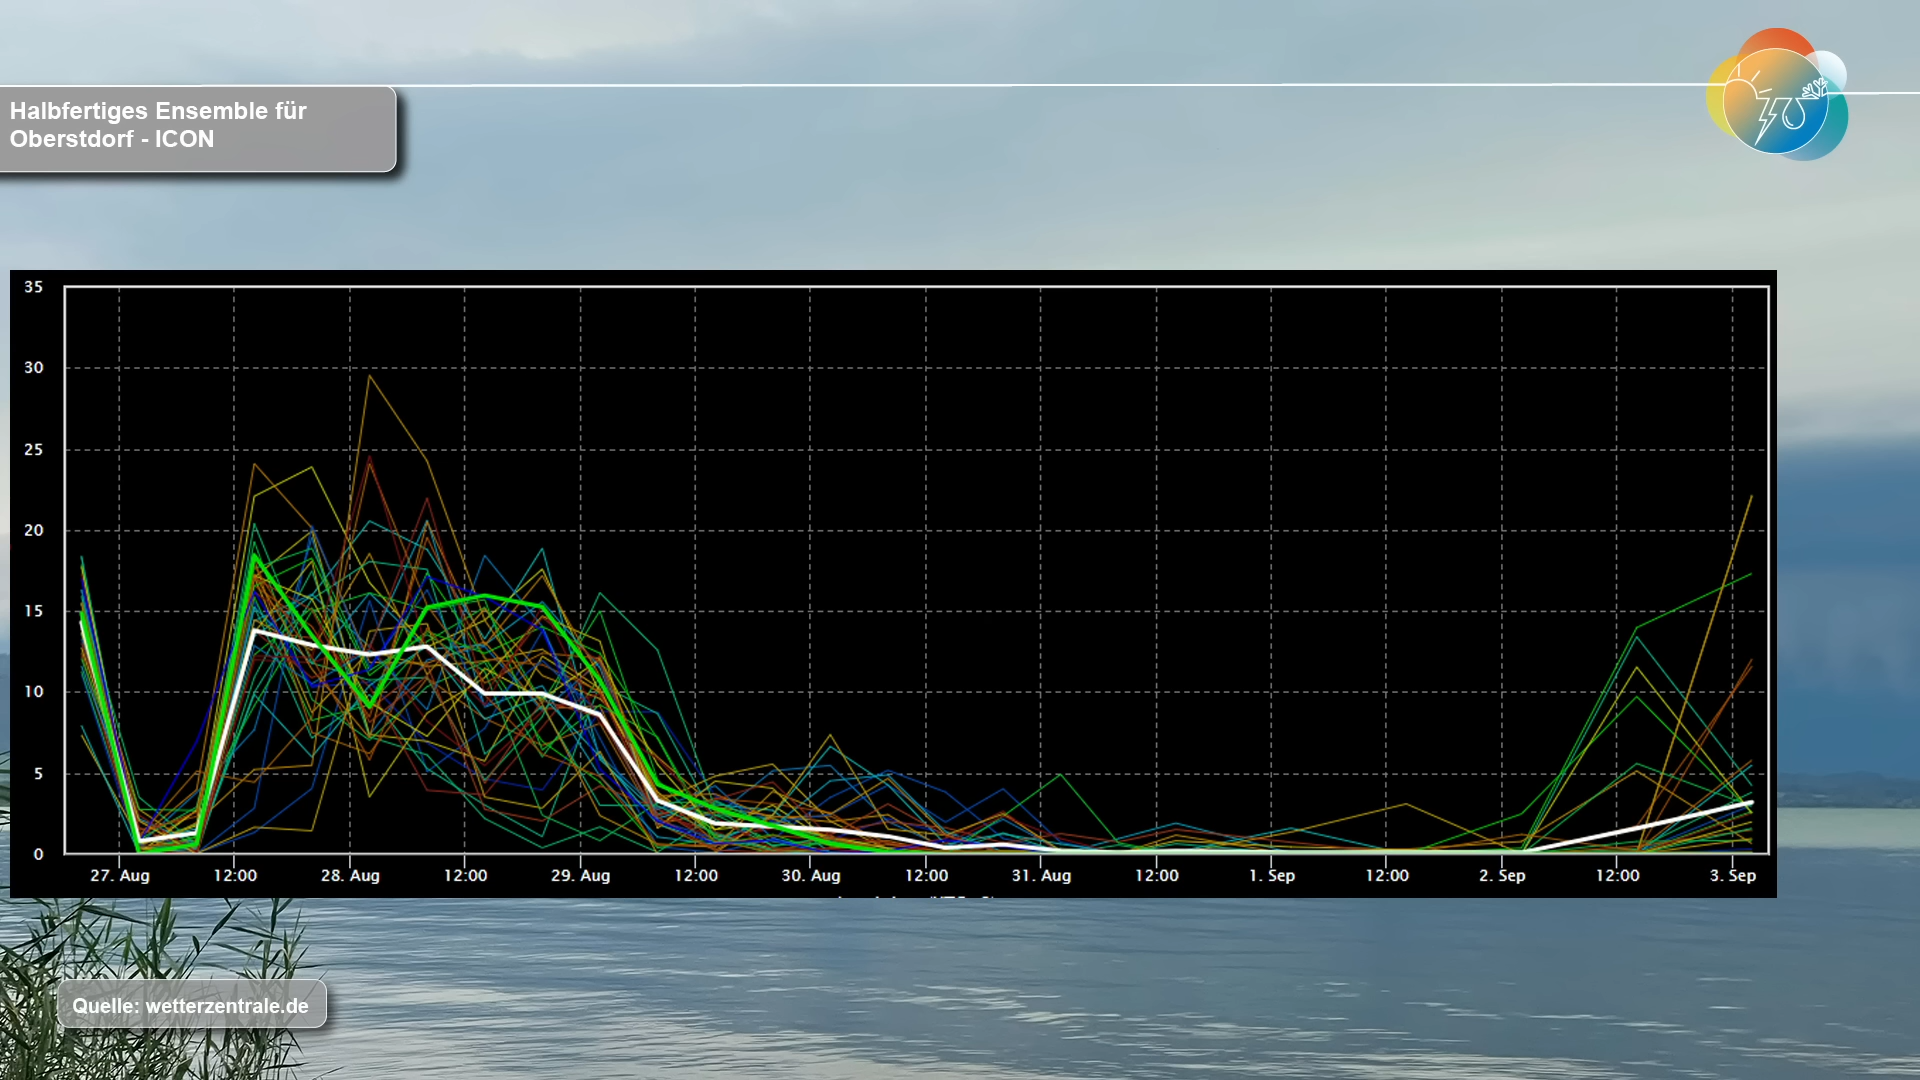 Halbfertiges Ensemble für
Oberstdorf - ICON
35
30
25
20
15
10
5
0
27. Aug 12:00 28. Aug 12:00 29. Aug 12:00 30. Aug 12:00 31. Aug 12:00 1. Sep 12:00 2. Sep 12:00 3. Sep
Quelle: wetterzentrale.de